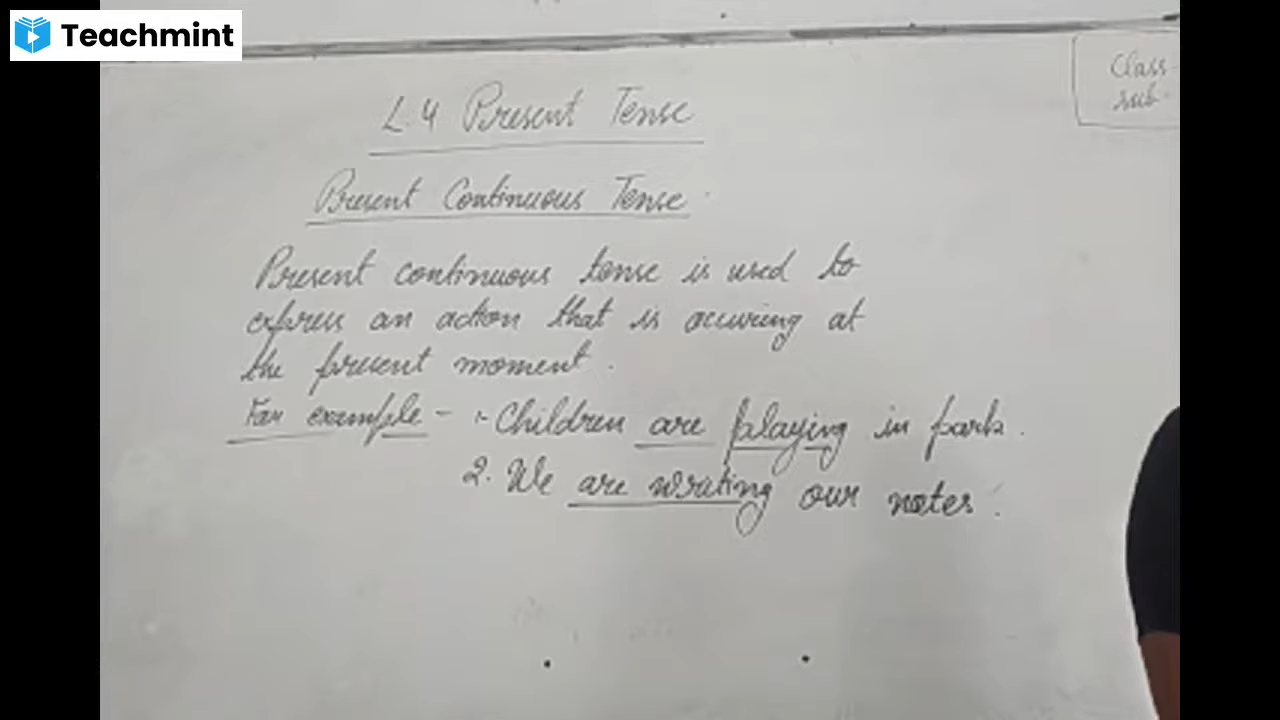 Teachmint
Class
sub.
L.4 Present Tense
Present Continuous Tense.
Present continuous tense is used to
express an action that is occuring at
the present moment.
For example - 1. Children are playing in park.
2. We are writing our notes.